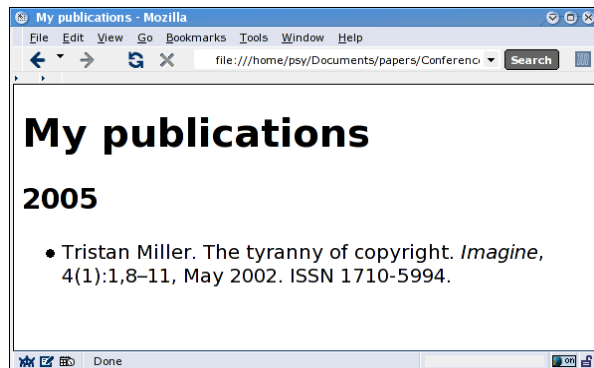 My publications - Mozilla
File Edit View Go Bookmarks Tools Window Help
file:///home/psy/Documents/papers/Conference Search
My publications
2005
• Tristan Miller. The tyranny of copyright. Imagine,
4(1):1,8–11, May 2002. ISSN 1710-5994.
Done
on